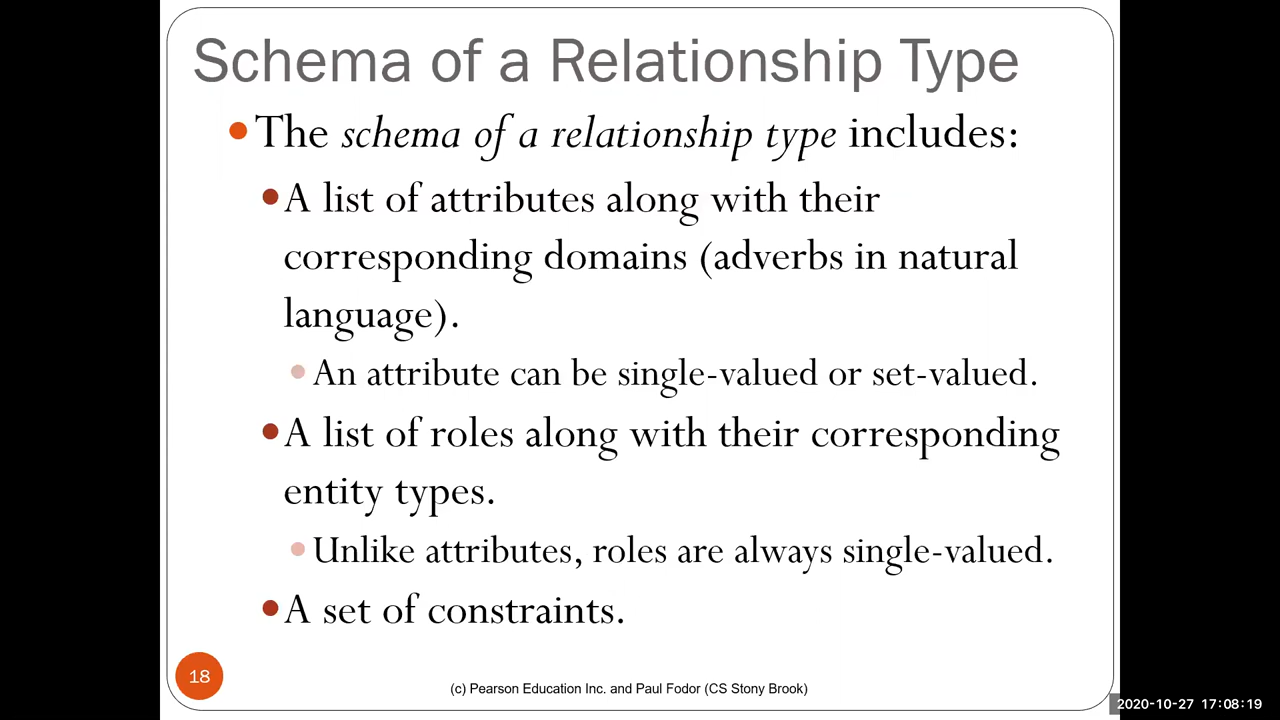 Schema of a Relationship Type
The schema of a relationship type includes:
A list of attributes along with their
corresponding domains (adverbs in natural
language).
An attribute can be single-valued or set-valued.
A list of roles along with their corresponding
entity types.
Unlike attributes, roles are always single-valued.
A set of constraints.
18
(c) Pearson Education Inc. and Paul Fodor (CS Stony Brook)
2020-10-27 17:08:19